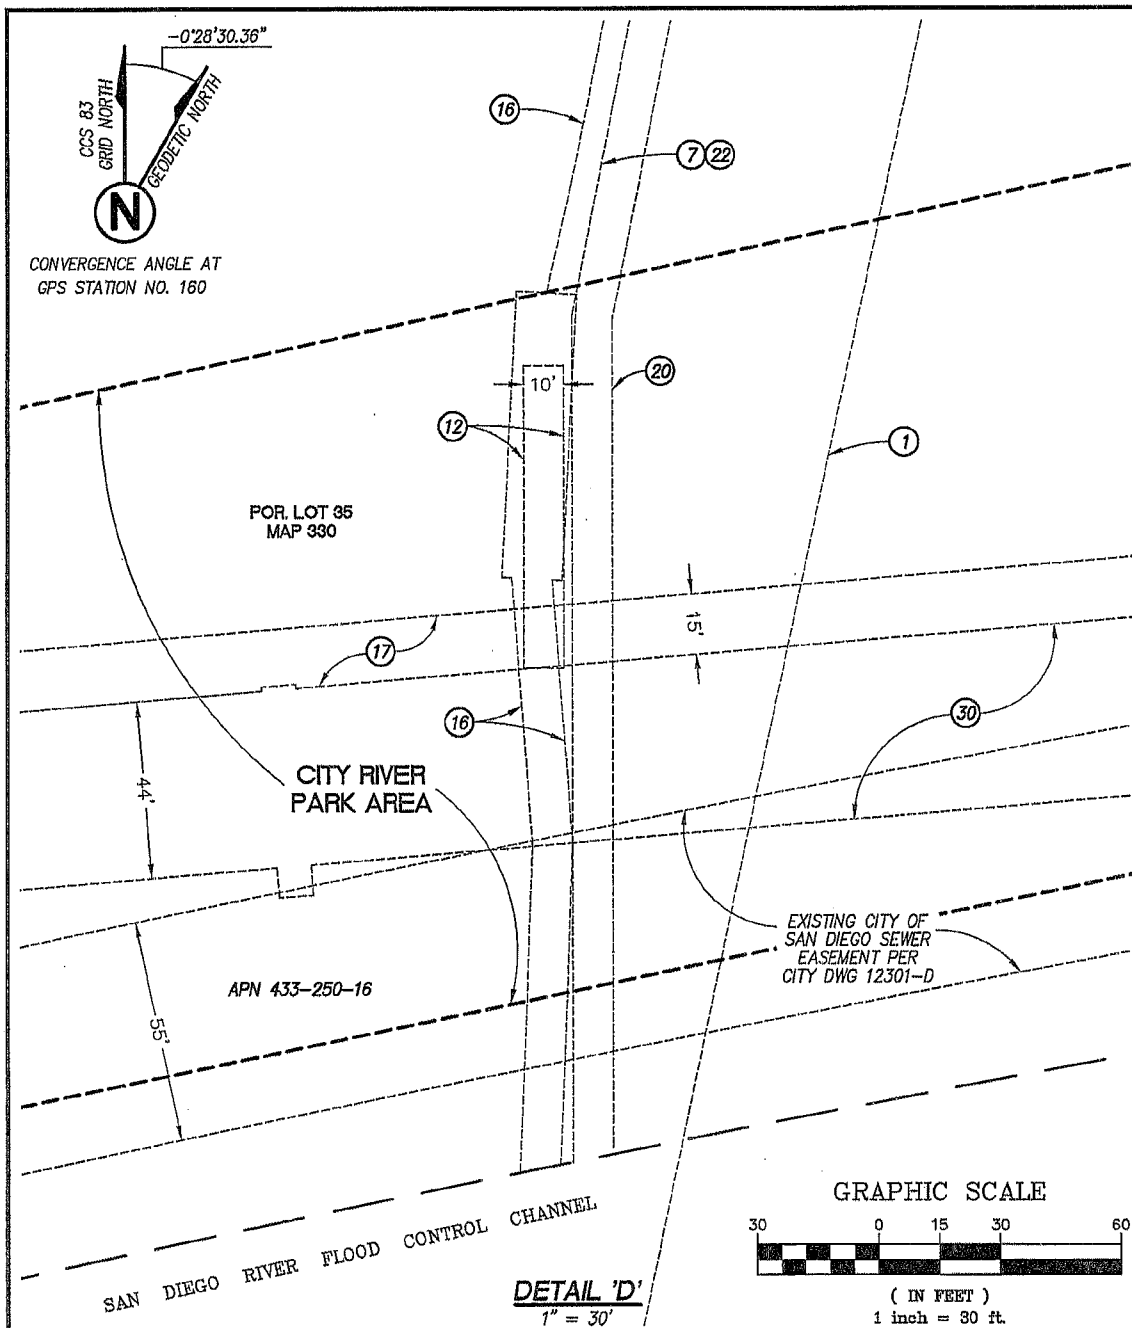 -0°28'30.36"
CCS 83
GRID NORTH
GEODETIC NORTH
N
CONVERGENCE ANGLE AT
GPS STATION NO. 160
16
7 22
20
10'
12
1
POR. LOT 35
MAP 330
15'
17
30
16
44'
CITY RIVER
PARK AREA
EXISTING CITY OF
SAN DIEGO SEWER
EASEMENT PER
CITY DWG 12301-D
APN 433-250-16
55'
SAN DIEGO RIVER FLOOD CONTROL CHANNEL
GRAPHIC SCALE
30 0 15 30 60
( IN FEET )
1 inch = 30 ft.
DETAIL 'D'
1" = 30'